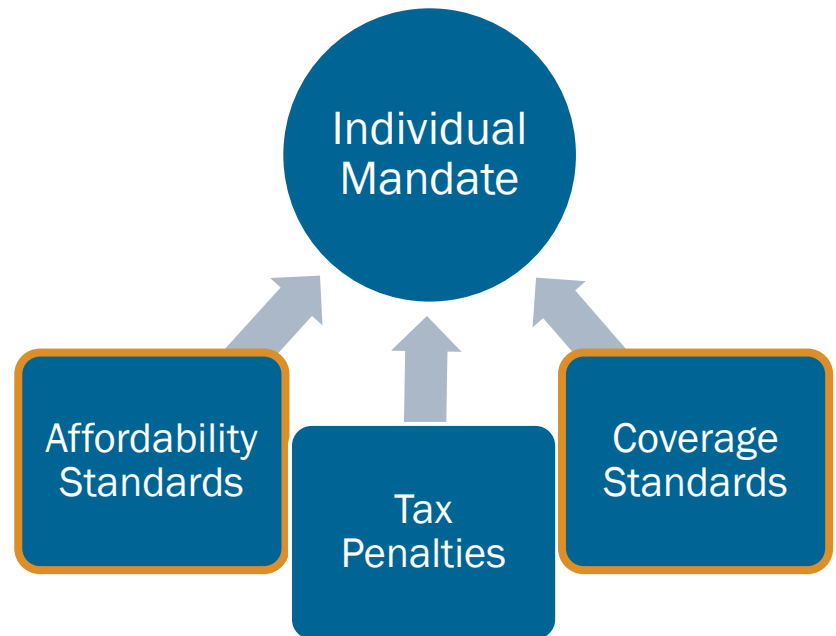 Individual
Mandate
Affordability
Standards
Tax
Penalties
Coverage
Standards